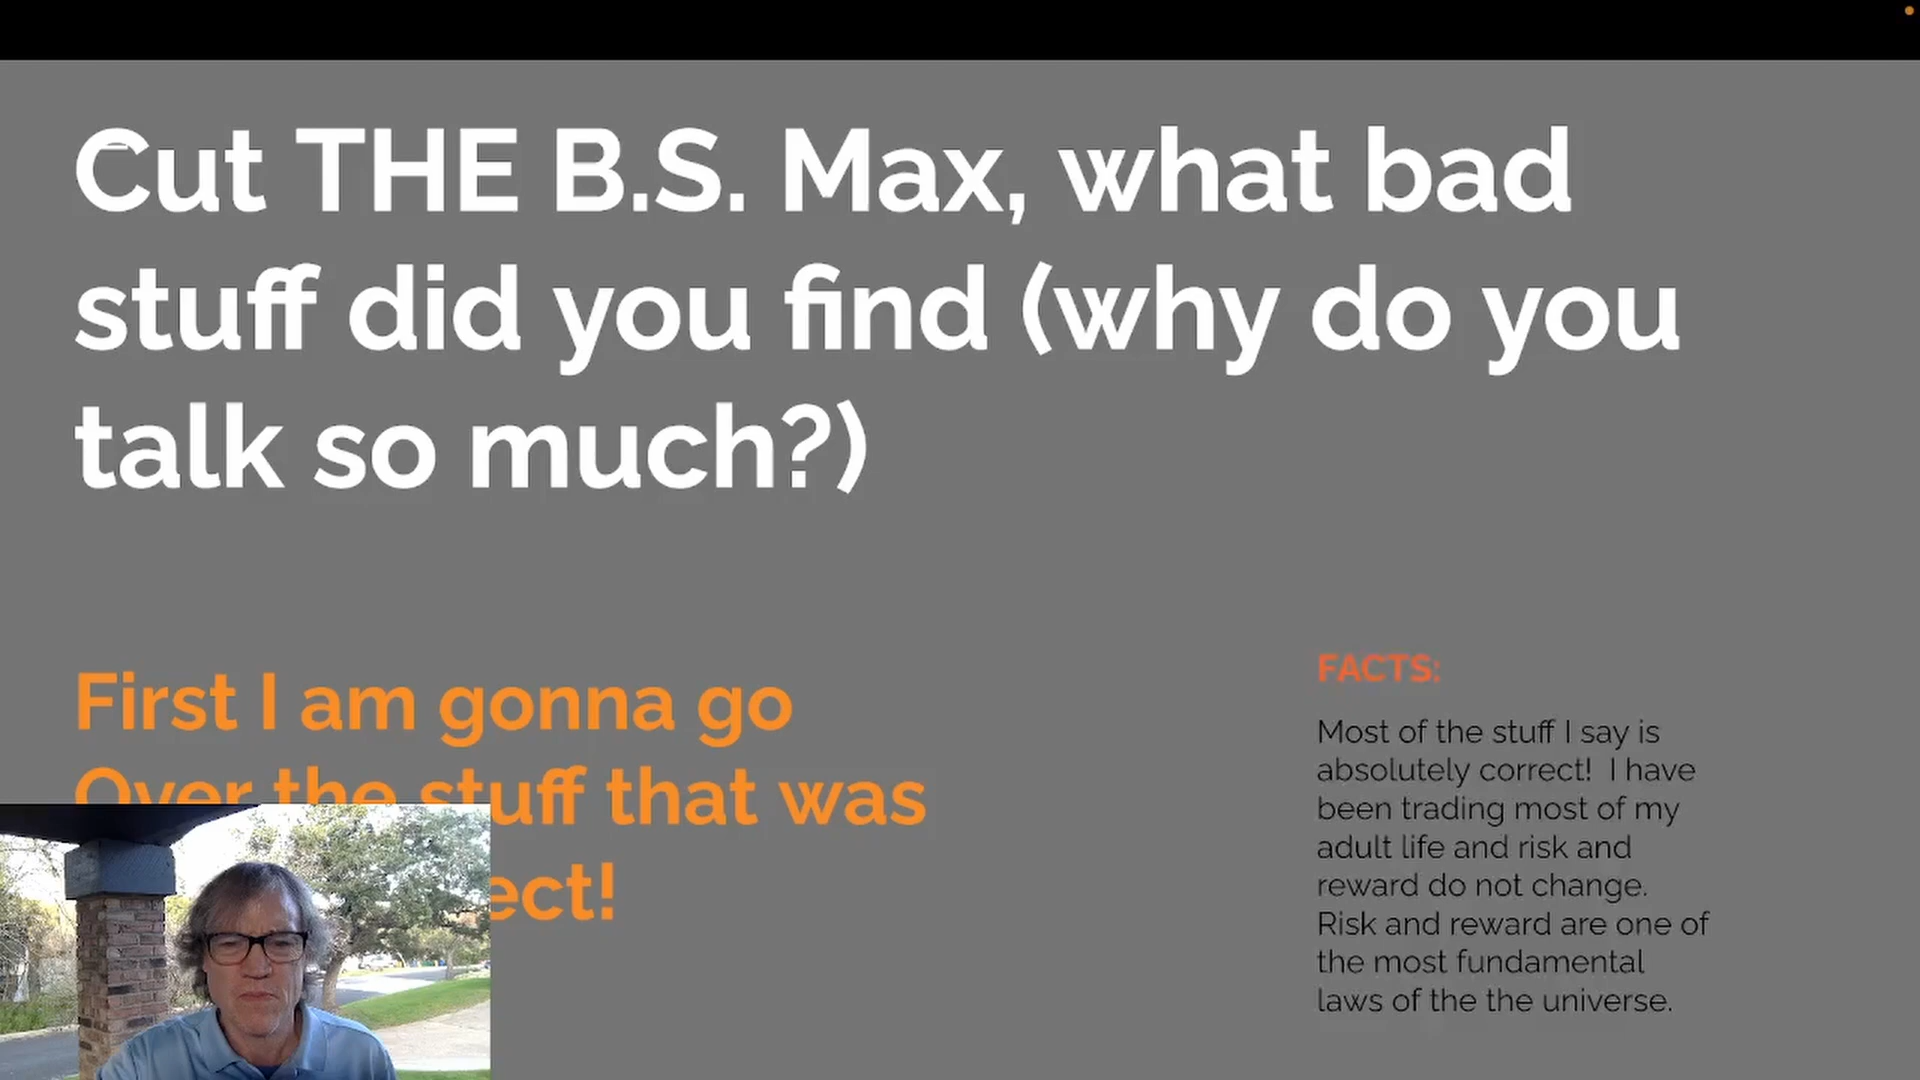 Cut THE B.S. Max, what bad
stuff did you find (why do you
talk so much?)
First I am gonna go
Over the stuff that was
ect!
FACTS:
Most of the stuff I say is
absolutely correct!  I have
been trading most of my
adult life and risk and
reward do not change.
Risk and reward are one of
the most fundamental
laws of the the universe.